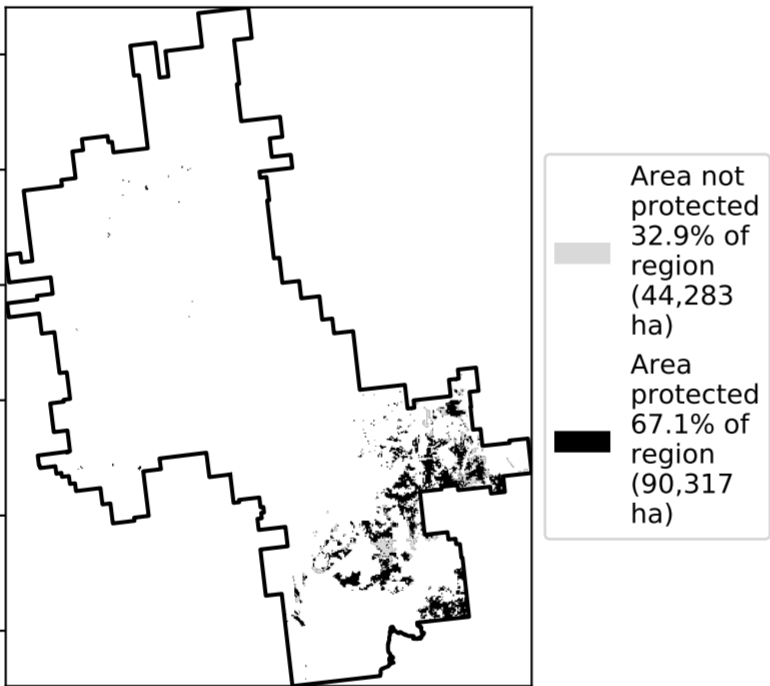 Area not
protected
32.9% of
region
(44,283
ha)
Area
protected
67.1% of
region
(90,317
ha)